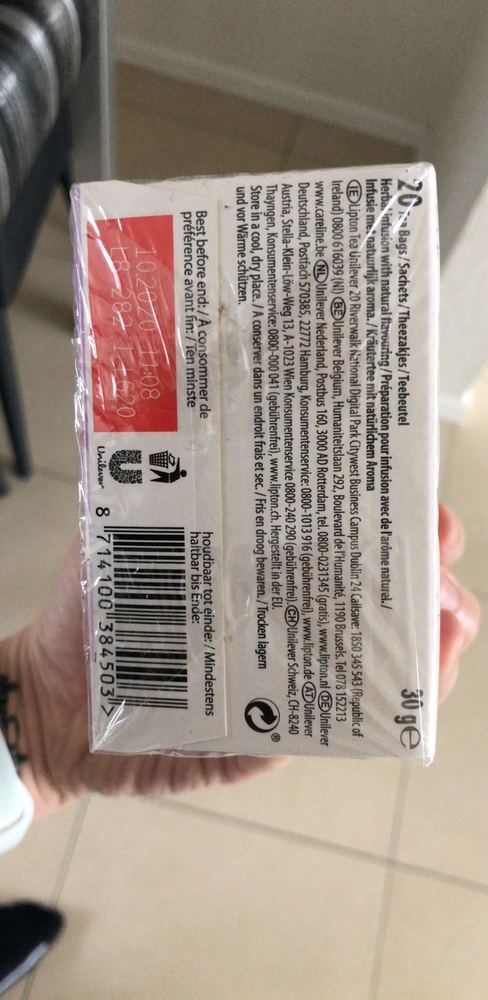 20 Tea Bags / Sachets / Theezakjes / Teebeutel 30 g e
Herbal infusion with natural flavouring / Préparation pour infusion avec de l'arôme naturel. /
Infusie met natuurlijk aroma. / Kräutertee mit natürlichem Aroma
IE Lipton Tea Unilever 20 Riverwalk National Digital Park Citywest Business Campus Dublin 24 Callsave: 1850 345 543 (Republic of
Ireland) 0800 616039 (NI) BE Unilever Belgium, Humaniteitslaan 292, Boulevard de l'Humanité, 1190 Brussels. Tel 078 152213
www.careline.be NL Unilever Nederland, Postbus 160, 3000 AD Rotterdam, tel. 0800-0231345 (gratis), www.lipton.nl DE Unilever
Deutschland, Postfach 570385, 22772 Hamburg, Konsumentenservice: 0800-1013 916 (gebührenfrei), www.lipton.de AT Unilever
Austria, Stella-Klein-Löw-Weg 13, A-1023 Wien Konsumentenservice 0800-240 290 (gebührenfrei). CH Unilever Schweiz, CH-8240
Thayngen, Konsumentenservice: 0800-000 041 (gebührenfrei), www.lipton.ch. Hergestellt in der EU.
Store in a cool, dry place. / A conserver dans un endroit frais et sec. / Fris en droog bewaren. / Trocken lagern
und vor Wärme schützen.
Best before end: / À consommer de
préférence avant fin: / Ten minste
houdbaar tot einde: / Mindestens
haltbar bis Ende:
10.2020 11:08
L8 282 T 4620
Unilever
8 714100 384503 >